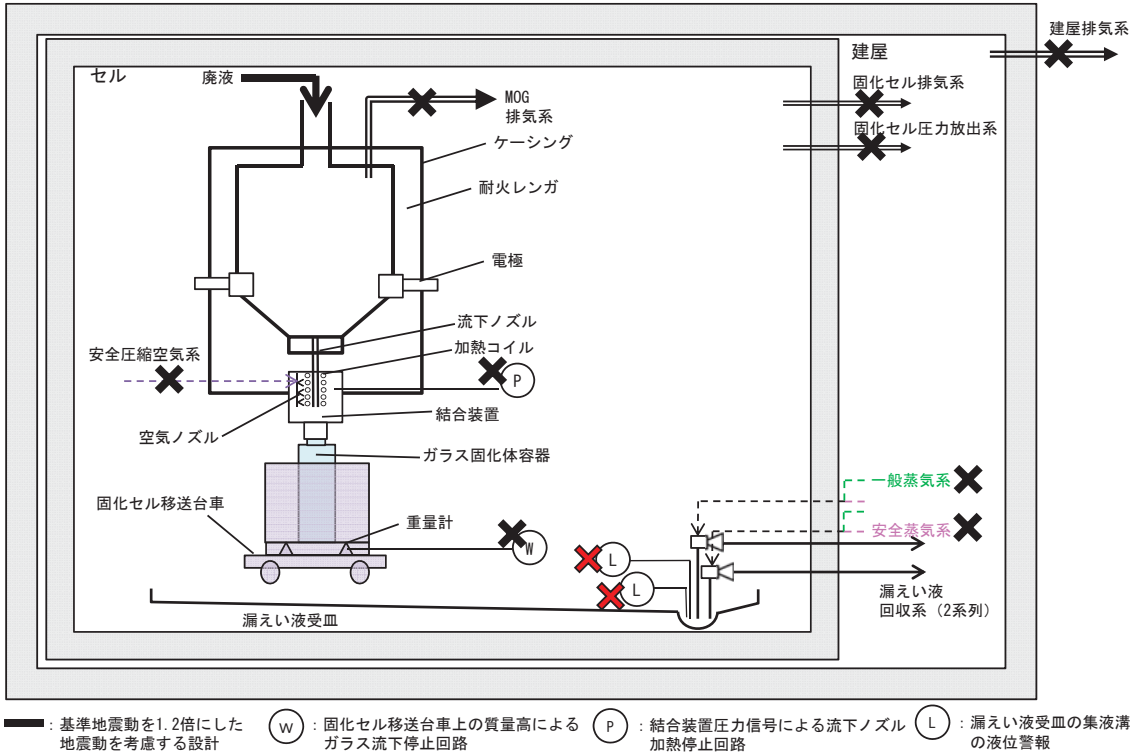 建屋排気系
建屋
セル
廃液
固化セル排気系
MOG
排気系
固化セル圧力放出系
ケーシング
耐火レンガ
電極
流下ノズル
加熱コイル
安全圧縮空気系
P
結合装置
空気ノズル
ガラス固化体容器
一般蒸気系
固化セル移送台車
重量計
安全蒸気系
W
L
L
漏えい液
回収系(2系列)
漏えい液受皿
:基準地震動を1.2倍にした
地震動を考慮する設計
W
:固化セル移送台車上の質量高による
ガラス流下停止回路
P
:結合装置圧力信号による流下ノズル
加熱停止回路
L
:漏えい液受皿の集液溝
の液位警報